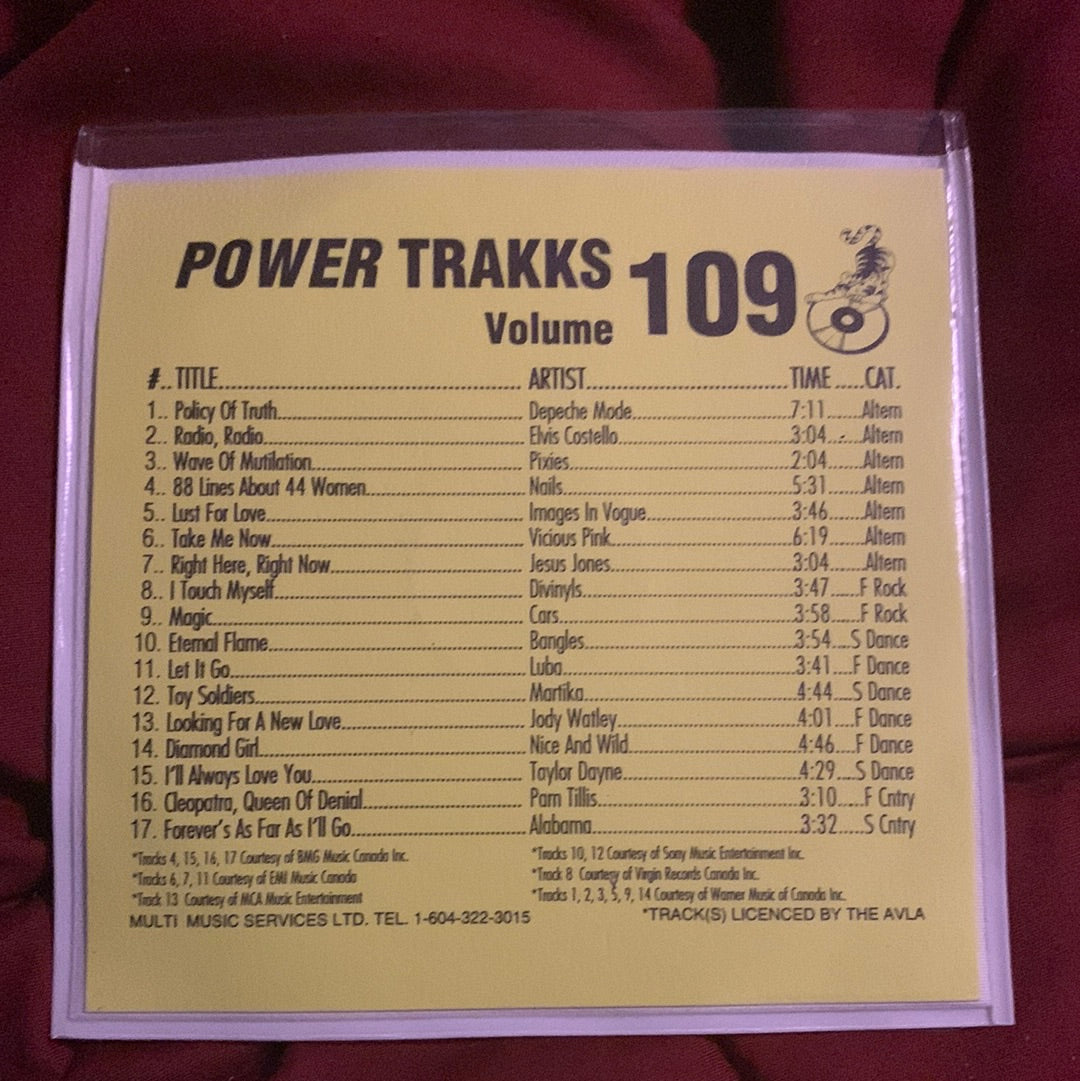 POWER TRAKKS 109
Volume
#.. TITLE ARTIST TIME CAT.
1.. Policy Of Truth Depeche Mode 7:11 Altern
2.. Radio, Radio Elvis Costello 3:04 Altern
3.. Wave Of Mutilation Pixies 2:04 Altern
4.. 88 Lines About 44 Women Nails 5:31 Altern
5.. Lust For Love Images In Vogue 3:46 Altern
6.. Take Me Now Vicious Pink 6:19 Altern
7.. Right Here, Right Now Jesus Jones 3:04 Altern
8.. I Touch Myself Divinyls 3:47 F Rock
9.. Magic Cars 3:58 F Rock
10. Eternal Flame Bangles 3:54 S Dance
11. Let It Go Luba 3:41 F Dance
12. Toy Soldiers Martika 4:44 S Dance
13. Looking For A New Love Jody Watley 4:01 F Dance
14. Diamond Girl Nice And Wild 4:46 F Dance
15. I'll Always Love You Taylor Dayne 4:29 S Dance
16. Cleopatra, Queen Of Denial Pam Tillis 3:10 F Cntry
17. Forever's As Far As I'll Go Alabama 3:32 S Cntry
*Tracks 4, 15, 16, 17 Courtesy of BMG Music Canada Inc. *Tracks 10, 12 Courtesy of Sony Music Entertainment Inc.
*Tracks 6, 7, 11 Courtesy of EMI Music Canada *Track 8 Courtesy of Virgin Records Canada Inc.
*Track 13 Courtesy of MCA Music Entertainment *Tracks 1, 2, 3, 5, 9, 14 Courtesy of Warner Music of Canada Inc.
MULTI MUSIC SERVICES LTD. TEL. 1-604-322-3015 *TRACK(S) LICENCED BY THE AVLA